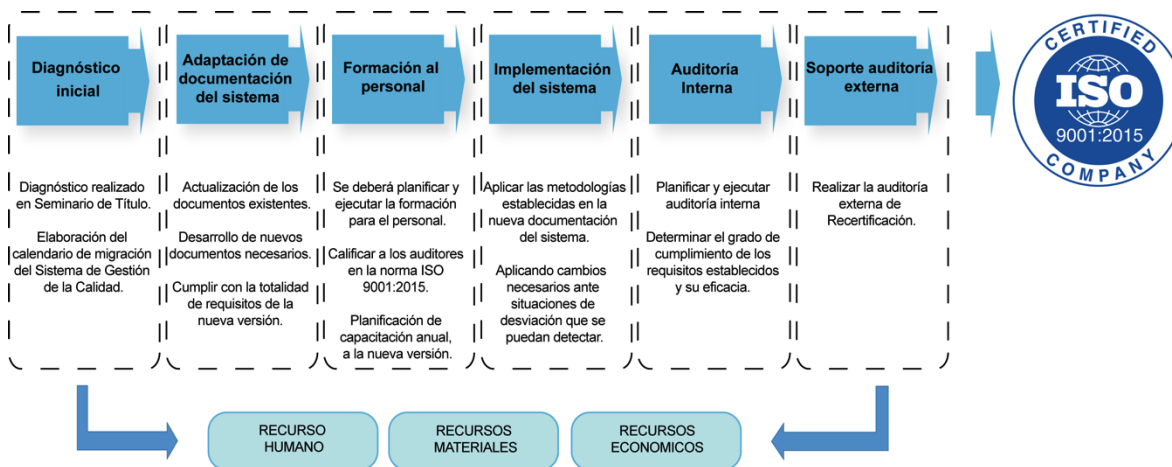 Diagnóstico
inicial
Diagnóstico realizado
en Seminario de Título.
Elaboración del
calendario de migración
del Sistema de Gestión
de la Calidad.
Adaptación de
documentación
del sistema
Actualización de los
documentos existentes.
Desarrollo de nuevos
documentos necesarios.
Cumplir con la totalidad
de requisitos de la
nueva versión.
Formación al
personal
Se deberá planificar y
ejecutar la formación
para el personal.
Calificar a los auditores
en la norma ISO
9001:2015.
Planificación de
capacitación anual,
a la nueva versión.
Implementación
del sistema
Aplicar las metodologías
establecidas en la
nueva documentación
del sistema.
Aplicando cambios
necesarios ante
situaciones de
desviación que se
puedan detectar.
Auditoría
Interna
Planificar y ejecutar
auditoría interna
Determinar el grado de
cumplimiento de los
requisitos establecidos
y su eficacia.
Soporte auditoría
externa
Realizar la auditoría
externa de
Recertificación.
CERTIFIED
ISO
9001:2015
COMPANY
RECURSO
HUMANO
RECURSOS
MATERIALES
RECURSOS
ECONOMICOS